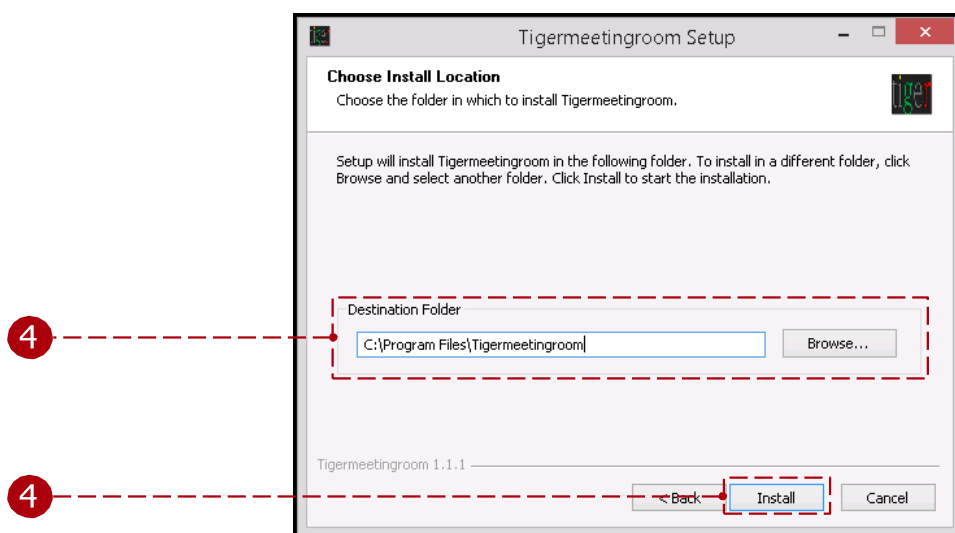 tiger
Tigermeetingroom Setup
Choose Install Location
Choose the folder in which to install Tigermeetingroom.
tiger
Setup will install Tigermeetingroom in the following folder. To install in a different folder, click
Browse and select another folder. Click Install to start the installation.
Destination Folder
4
C:\Program Files\Tigermeetingroom
Browse...
Tigermeetingroom 1.1.1
4
< Back
Install
Cancel